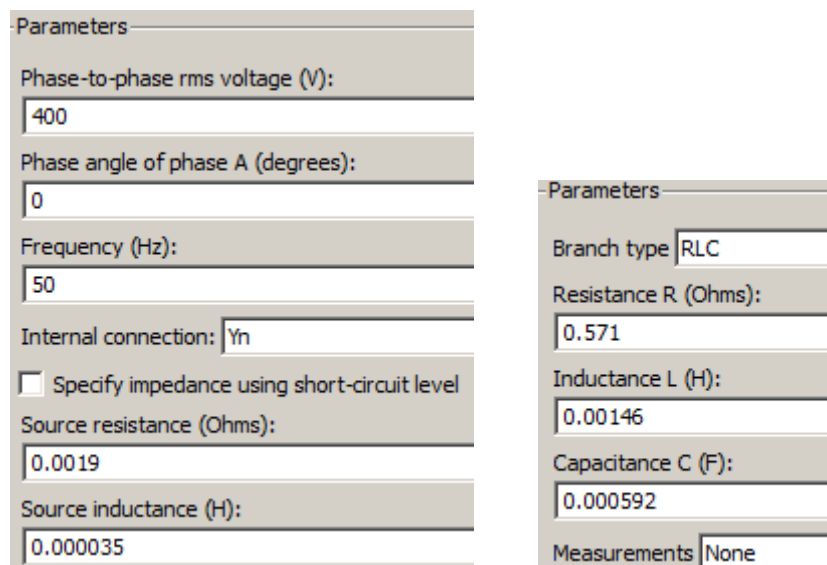 Parameters
Phase-to-phase rms voltage (V):
400
Phase angle of phase A (degrees):
0
Frequency (Hz):
50
Internal connection: Yn
Specify impedance using short-circuit level
Source resistance (Ohms):
0.0019
Source inductance (H):
0.000035
Parameters
Branch type RLC
Resistance R (Ohms):
0.571
Inductance L (H):
0.00146
Capacitance C (F):
0.000592
Measurements None